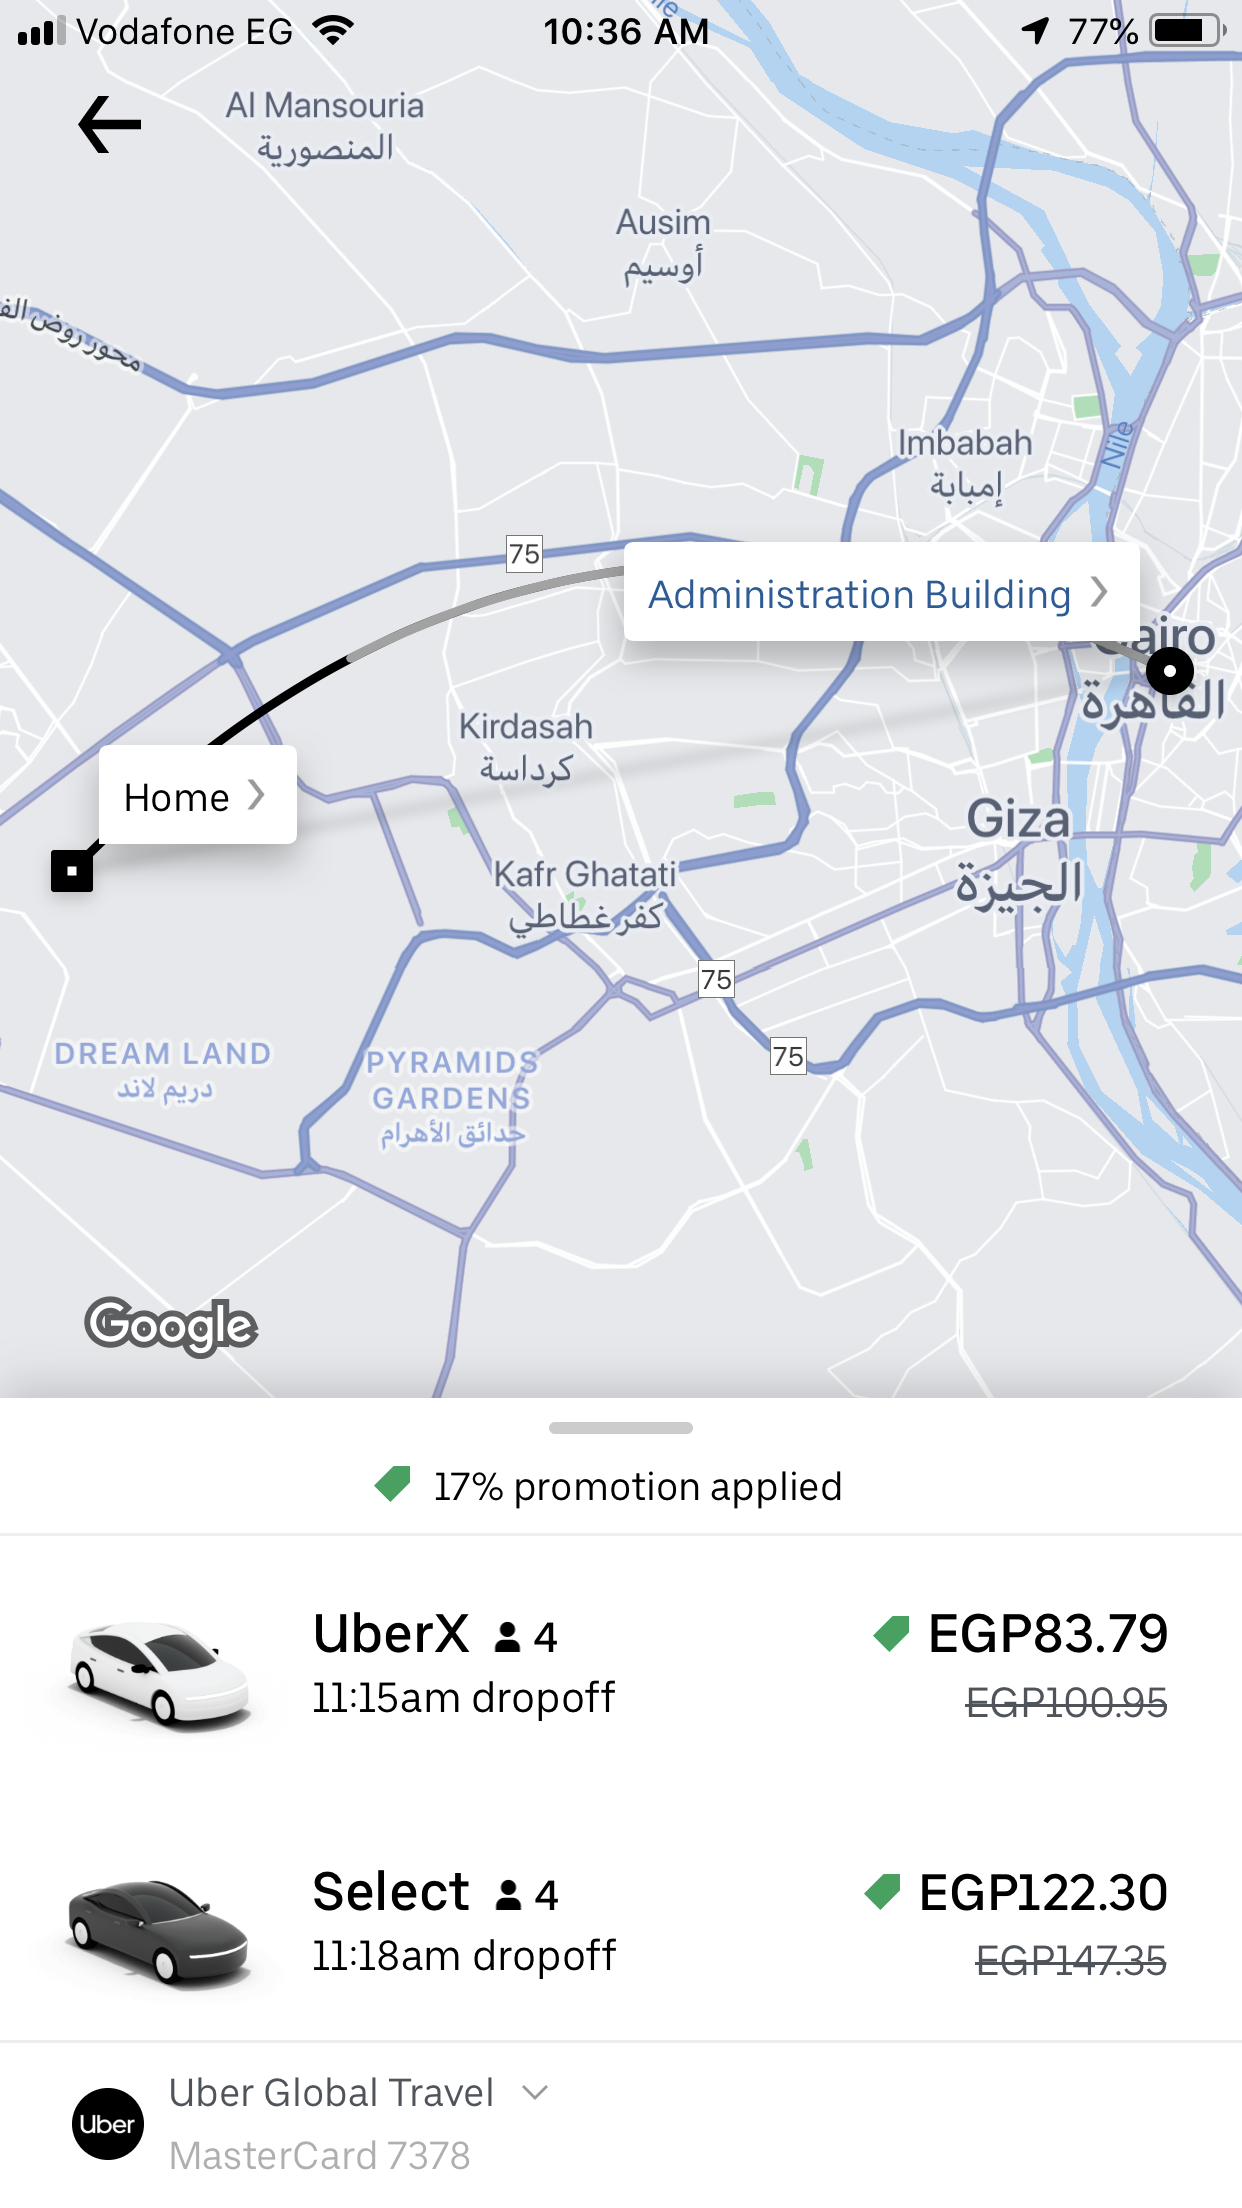 Vodafone EG
10:36 AM
77%
Al Mansouria
المنصورية
Ausim
أوسيم
محور روض الف
Imbabah
إمبابة
Nile
75
Administration Building
Cairo
القاهرة
Kirdasah
كرداسة
Home
Giza
الجيزة
Kafr Ghatati
كفر غطاطي
75
75
DREAM LAND
دريم لاند
PYRAMIDS
GARDENS
حدائق الأهرام
Google
17% promotion applied
UberX 4
EGP83.79
11:15am dropoff
EGP100.95
Select 4
EGP122.30
11:18am dropoff
EGP147.35
Uber
Uber Global Travel
MasterCard 7378